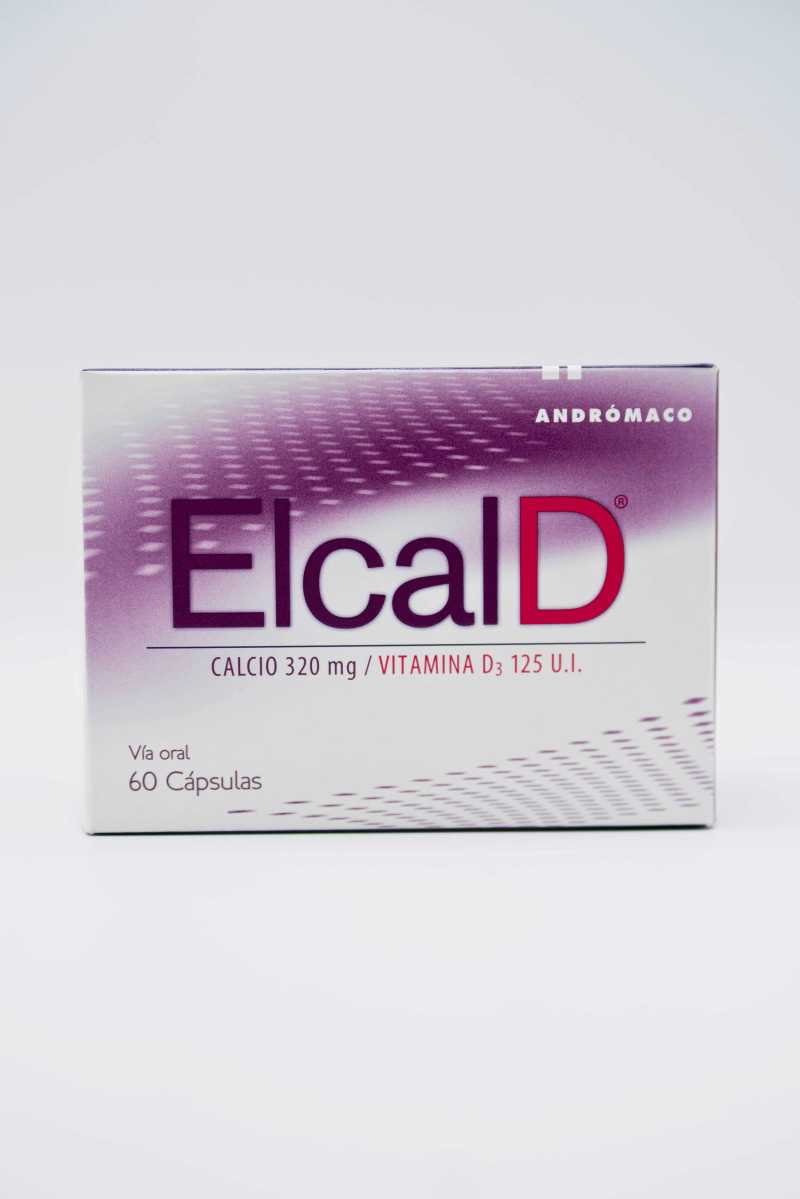 ANDRÓMACO
ElcalD®
CALCIO 320 mg / VITAMINA D₃ 125 U.I.
Vía oral
60 Cápsulas